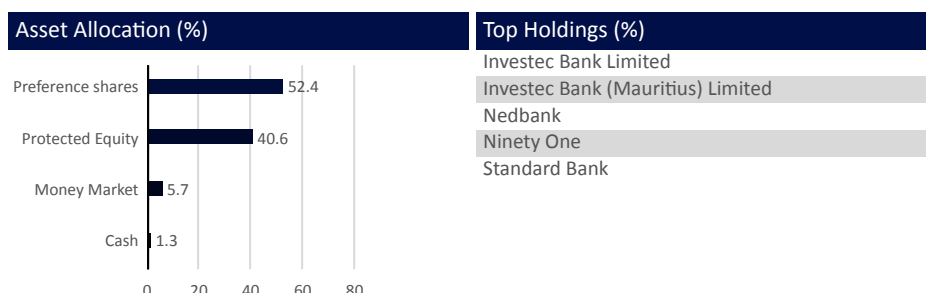 Asset Allocation (%)
Preference shares 52.4
Protected Equity 40.6
Money Market 5.7
Cash 1.3
0 20 40 60 80
Top Holdings (%)
Investec Bank Limited
Investec Bank (Mauritius) Limited
Nedbank
Ninety One
Standard Bank